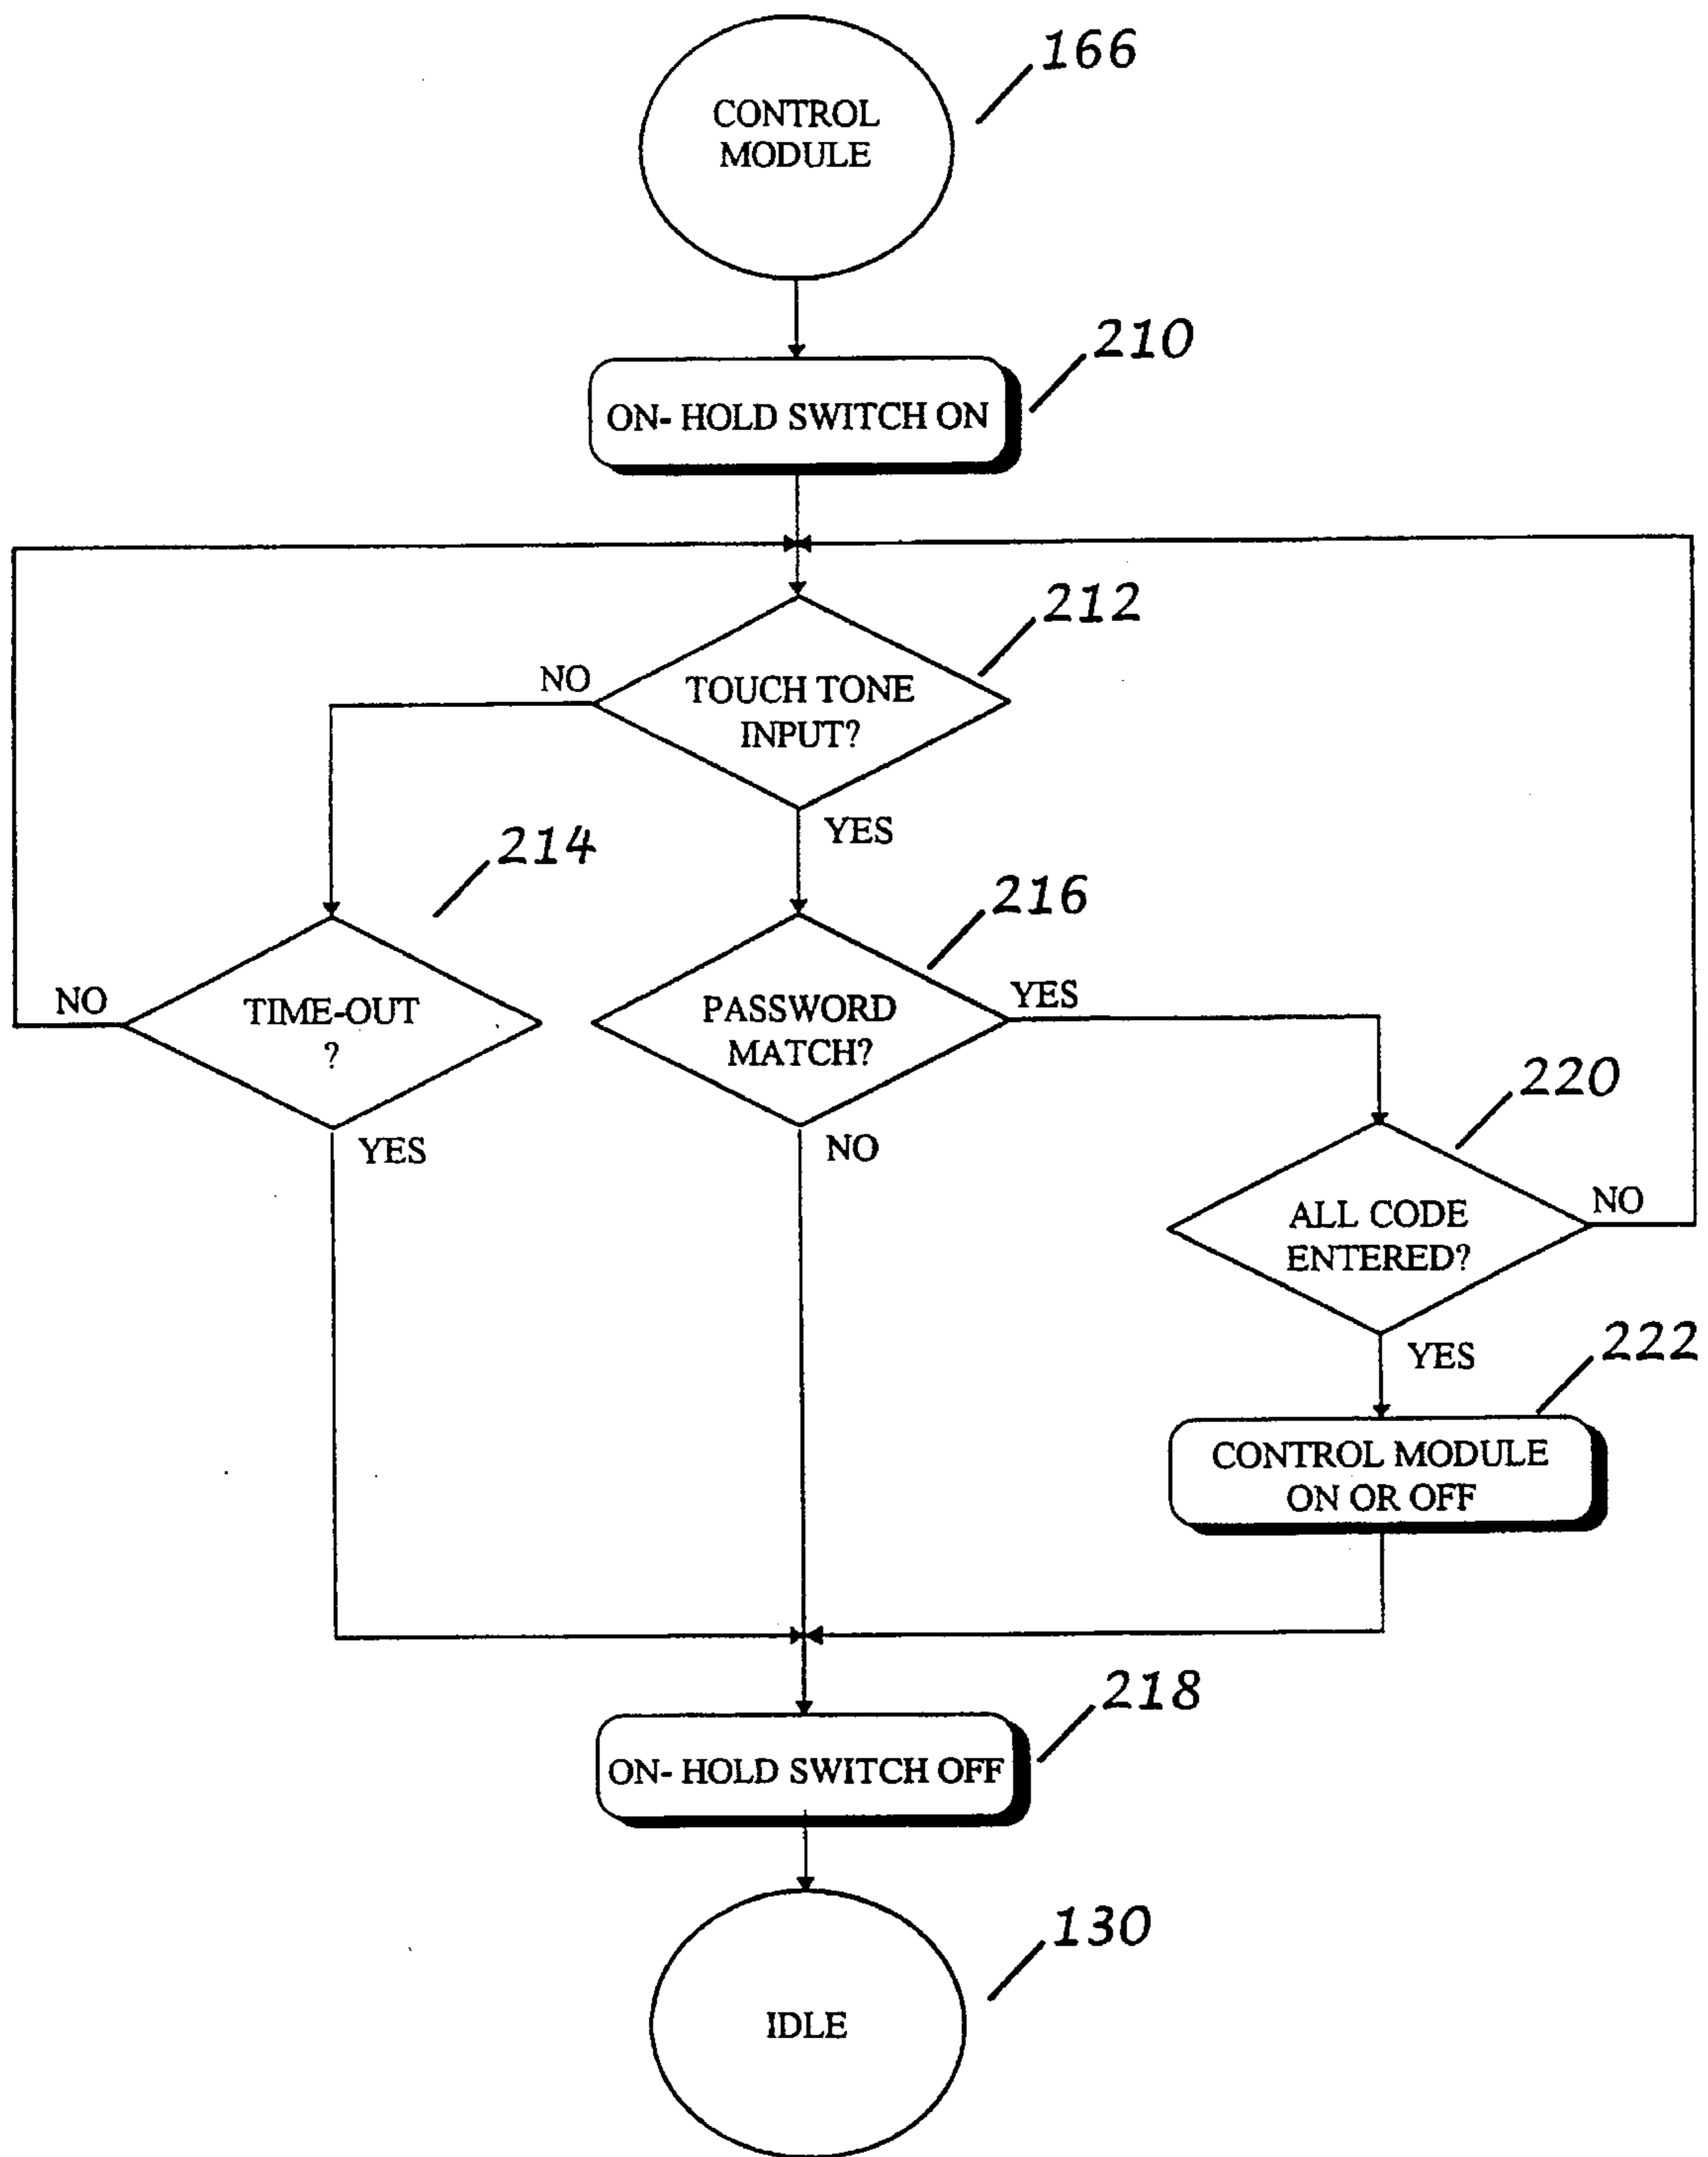 166
CONTROL
MODULE
210
ON- HOLD SWITCH ON
212
NO
TOUCH TONE
INPUT?
YES
214
216
NO
TIME-OUT
?
YES
PASSWORD
MATCH?
YES
NO
220
ALL CODE
ENTERED?
NO
YES
222
CONTROL MODULE
ON OR OFF
218
ON- HOLD SWITCH OFF
130
IDLE